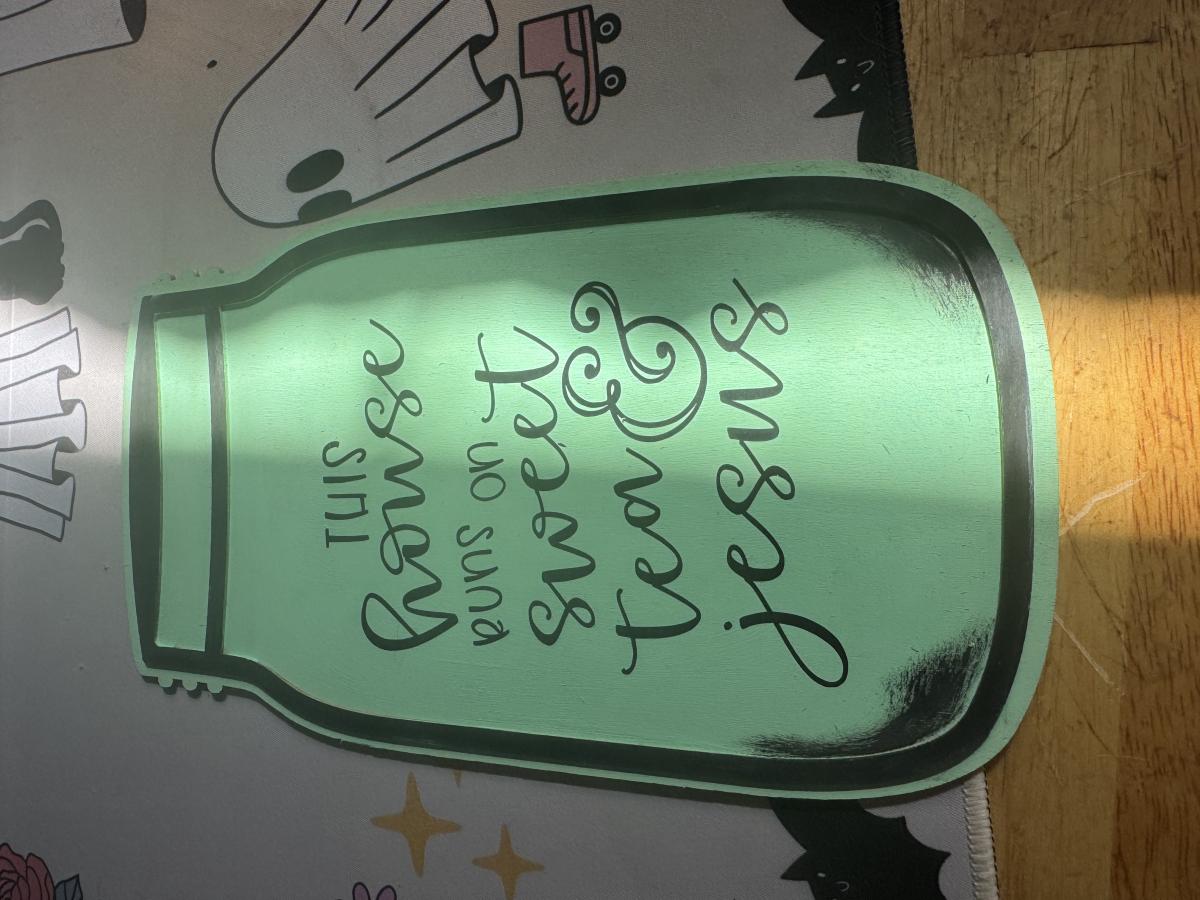 THIS
house
RUNS ON
sweet
tea &
jesus